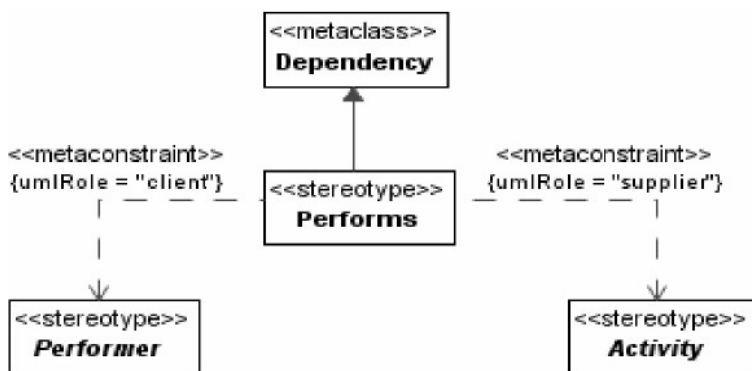 <<metaclass>>
Dependency
<<metaconstraint>>
{umlRole = "client"}
<<metaconstraint>>
{umlRole = "supplier"}
<<stereotype>>
Performs
<<stereotype>>
Performer
<<stereotype>>
Activity